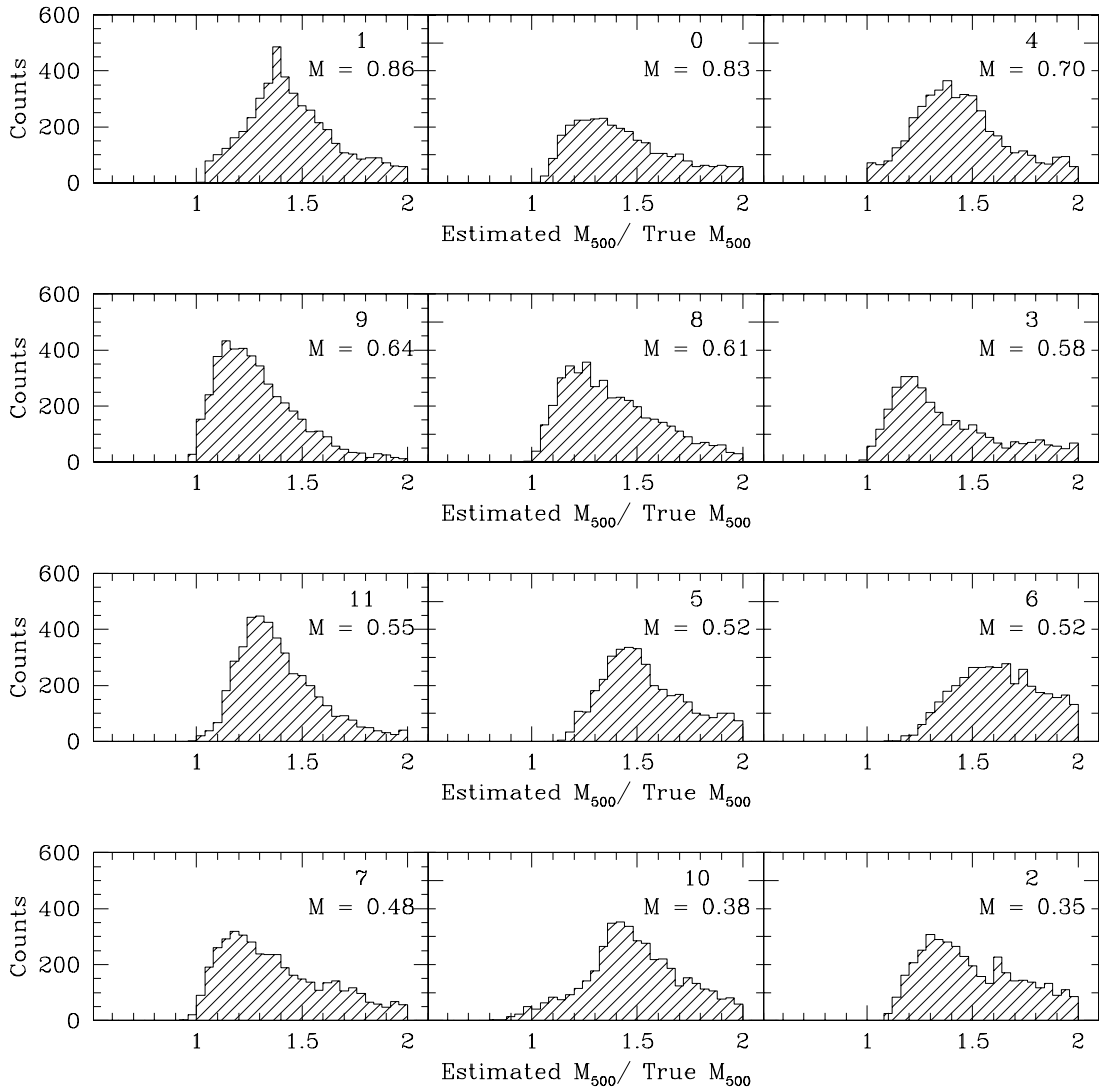 600
1
0
4
M = 0.86
M = 0.83
M = 0.70
400
Counts
200
0
1 1.5 2 1 1.5 2 1 1.5 2
Estimated M₅₀₀/ True M₅₀₀
600
9
8
3
M = 0.64
M = 0.61
M = 0.58
400
Counts
200
0
1 1.5 2 1 1.5 2 1 1.5 2
Estimated M₅₀₀/ True M₅₀₀
600
11
5
6
M = 0.55
M = 0.52
M = 0.52
400
Counts
200
0
1 1.5 2 1 1.5 2 1 1.5 2
Estimated M₅₀₀/ True M₅₀₀
600
7
10
2
M = 0.48
M = 0.38
M = 0.35
400
Counts
200
0
1 1.5 2 1 1.5 2 1 1.5 2
Estimated M₅₀₀/ True M₅₀₀